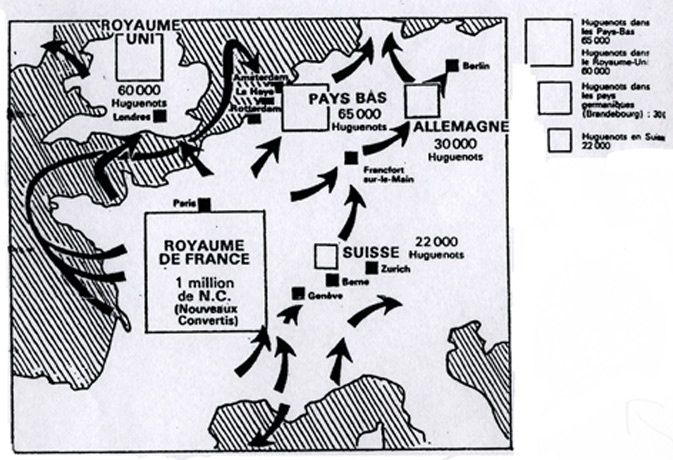 ROYAUME
UNI
60 000
Huguenots
Londres
Amsterdam
La Haye
Rotterdam
PAYS BAS
65 000
Huguenots
Berlin
ALLEMAGNE
30 000
Huguenots
Francfort
sur-le-Main
Paris
ROYAUME
DE FRANCE
1 million
de N.C.
(Nouveaux
Convertis)
SUISSE
22 000
Huguenots
Zurich
Berne
Genève
Huguenots dans
les Pays-Bas
65 000
Huguenots dans
le Royaume-Uni
60 000
Huguenots dans
les pays
germaniques
(Brandebourg) : 30
Huguenots en Suisse
22 000